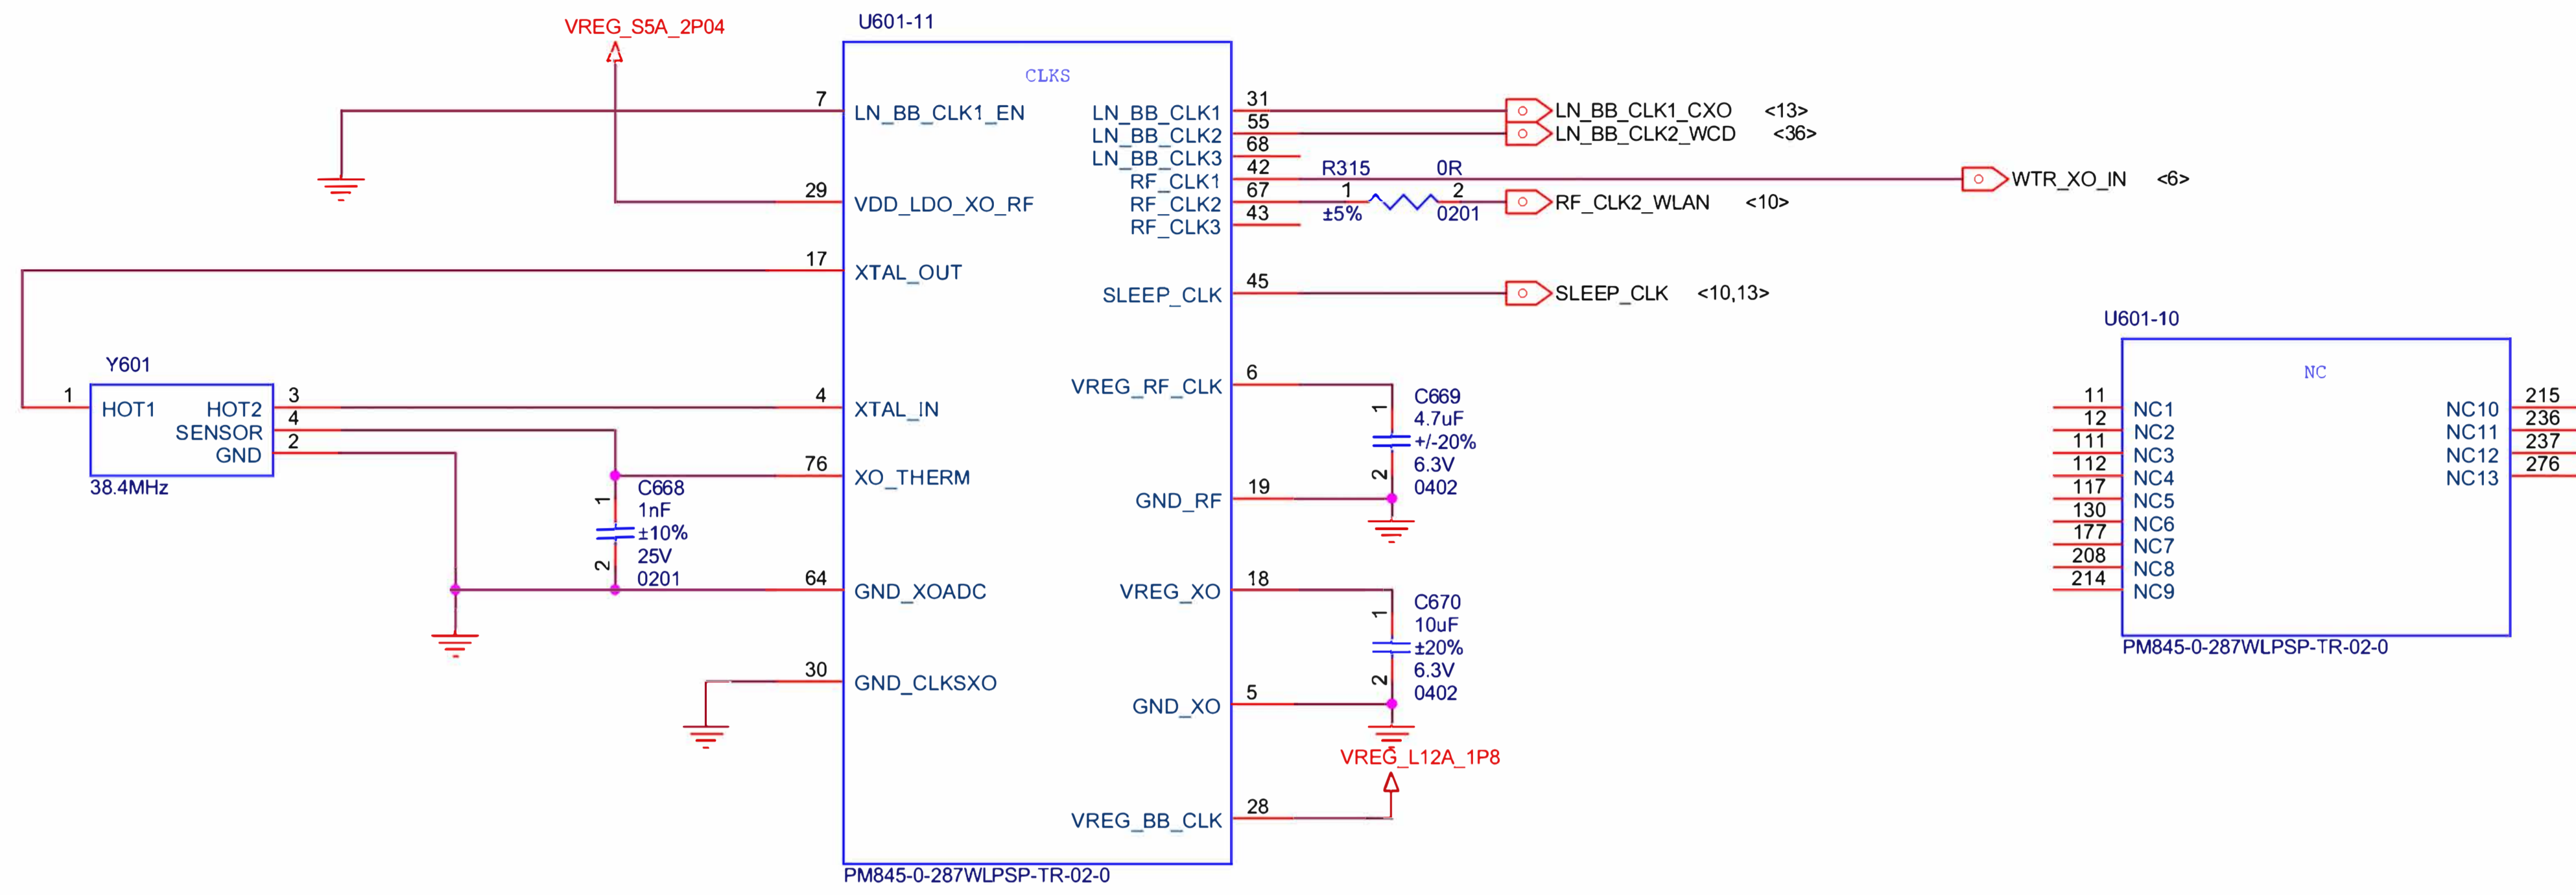 VREG_S5A_2P04
U601-11
CLKS
7 LN_BB_CLK1_EN
29 VDD_LDO_XO_RF
17 XTAL_OUT
4 XTAL_IN
76 XO_THERM
64 GND_XOADC
30 GND_CLKSXO
LN_BB_CLK1 31 LN_BB_CLK1_CXO <13>
LN_BB_CLK2 55 LN_BB_CLK2_WCD <36>
LN_BB_CLK3 68
RF_CLK1 42 WTR_XO_IN <6>
RF_CLK2 67 RF_CLK2_WLAN <10>
RF_CLK3 43
R315 0R
1 2
±5% 0201
SLEEP_CLK 45 SLEEP_CLK <10,13>
VREG_RF_CLK 6
GND_RF 19
VREG_XO 18
GND_XO 5
VREG_BB_CLK 28
PM845-0-287WLPSP-TR-02-0
Y601
1 HOT1
HOT2 3
SENSOR 4
GND 2
38.4MHz
1
2
C668
1nF
±10%
25V
0201
1
2
C669
4.7uF
+/-20%
6.3V
0402
1
2
C670
10uF
±20%
6.3V
0402
VREG_L12A_1P8
U601-10
NC
11 NC1
12 NC2
111 NC3
112 NC4
117 NC5
130 NC6
177 NC7
208 NC8
214 NC9
NC10 215
NC11 236
NC12 237
NC13 276
PM845-0-287WLPSP-TR-02-0